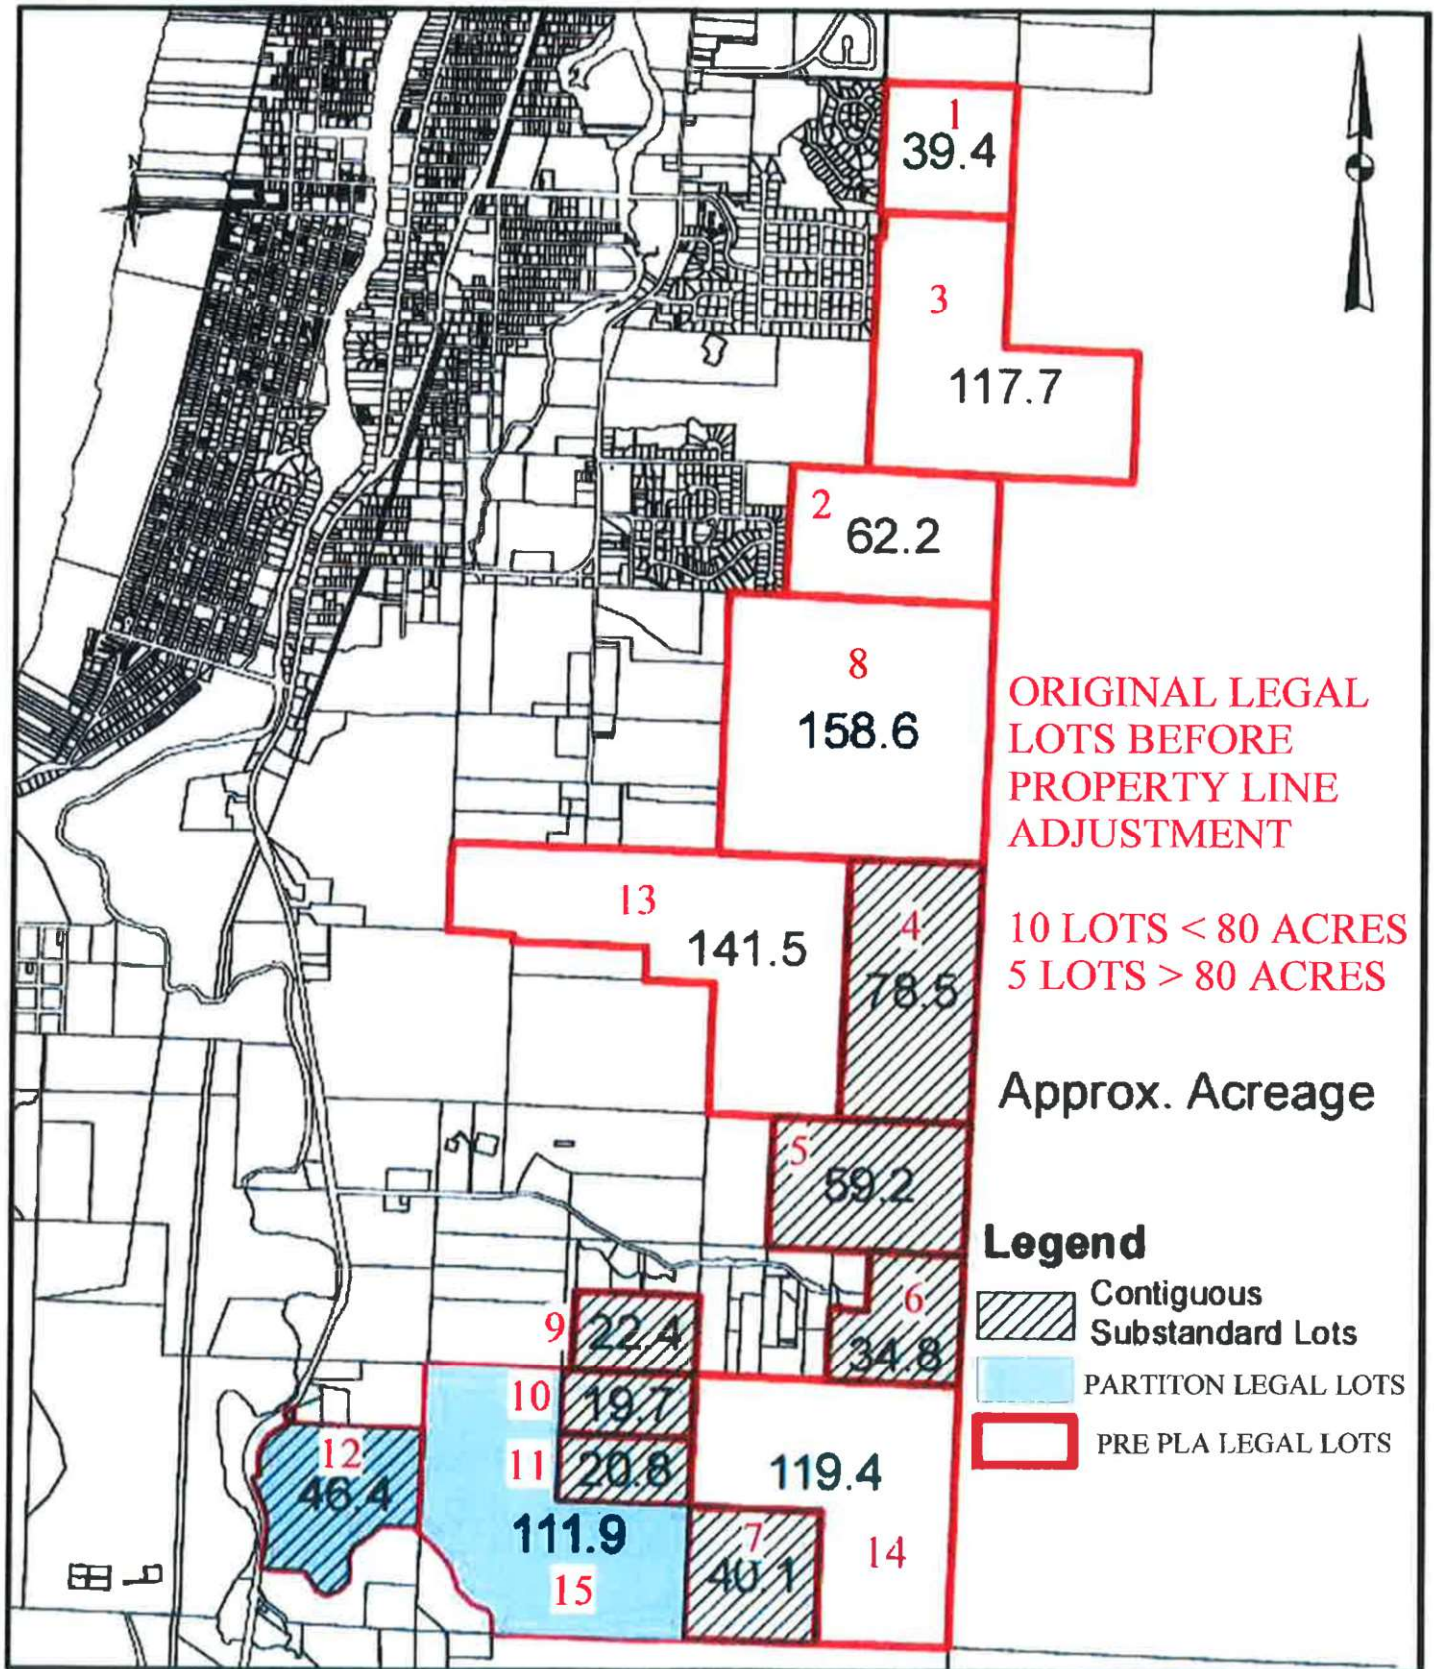 1
39.4
3
117.7
2
62.2
8
158.6
ORIGINAL LEGAL
LOTS BEFORE
PROPERTY LINE
ADJUSTMENT
13
141.5
4
78.5
10 LOTS < 80 ACRES
5 LOTS > 80 ACRES
Approx. Acreage
5
59.2
Legend
Contiguous
Substandard Lots
PARTITON LEGAL LOTS
PRE PLA LEGAL LOTS
6
34.8
9
22.4
10
19.7
11
20.8
12
46.4
119.4
14
111.9
15
7
40.1